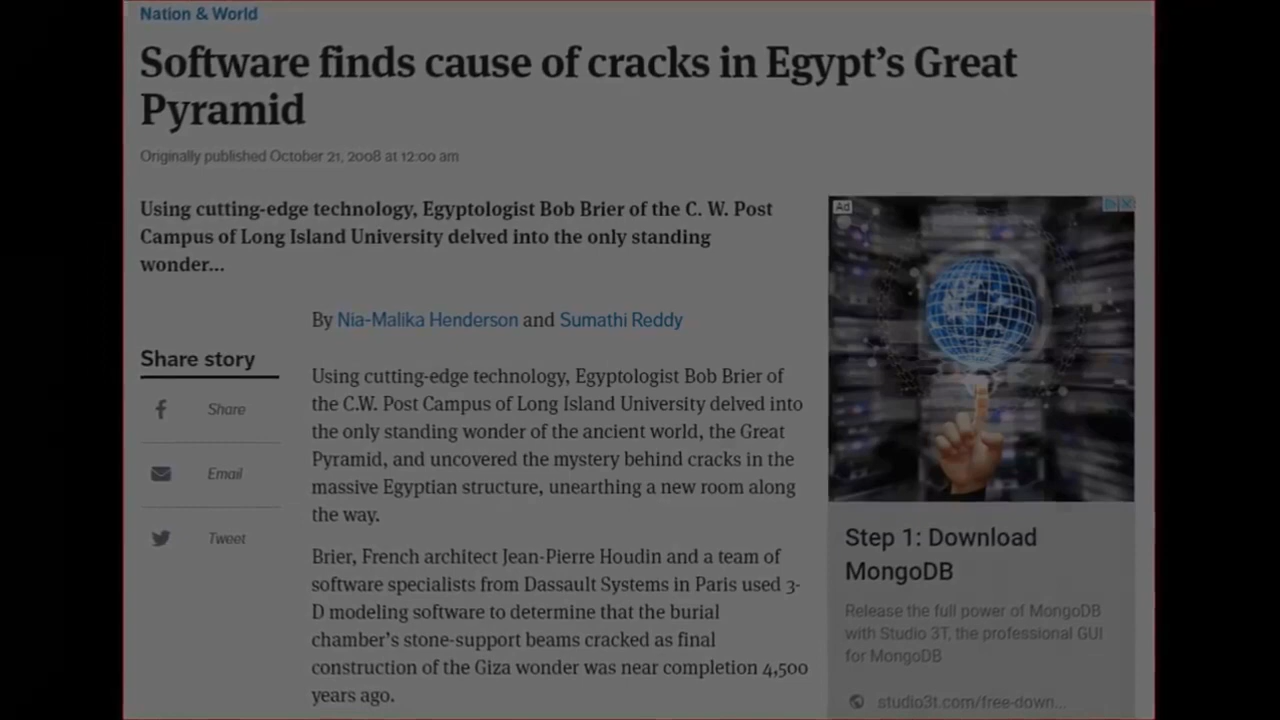 Nation & World
Software finds cause of cracks in Egypt's Great
Pyramid
Originally published October 21, 2008 at 12:00 am
Using cutting-edge technology, Egyptologist Bob Brier of the C. W. Post
Campus of Long Island University delved into the only standing
wonder...
By Nia-Malika Henderson and Sumathi Reddy
Share story
Share
Email
Tweet
Using cutting-edge technology, Egyptologist Bob Brier of
the C.W. Post Campus of Long Island University delved into
the only standing wonder of the ancient world, the Great
Pyramid, and uncovered the mystery behind cracks in the
massive Egyptian structure, unearthing a new room along
the way.
Brier, French architect Jean-Pierre Houdin and a team of
software specialists from Dassault Systems in Paris used 3-
D modeling software to determine that the burial
chamber's stone-support beams cracked as final
construction of the Giza wonder was near completion 4,500
years ago.
Ad
Step 1: Download
MongoDB
Release the full power of MongoDB
with Studio 3T, the professional GUI
for MongoDB
studio3t.com/free-down...